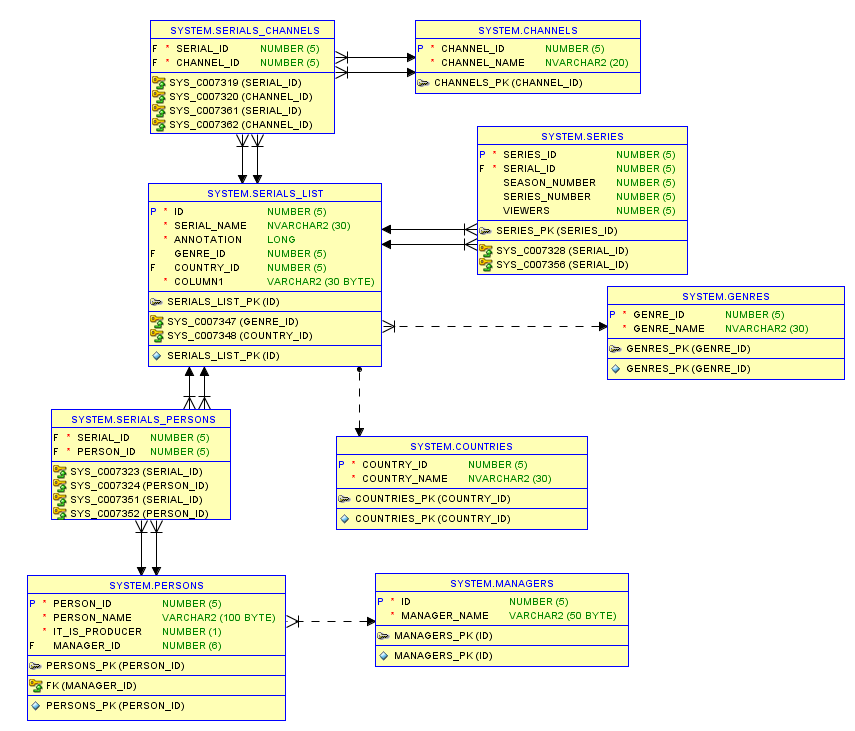 SYSTEM.SERIALS_CHANNELS
F * SERIAL_ID NUMBER (5)
F * CHANNEL_ID NUMBER (5)
SYS_C007319 (SERIAL_ID)
SYS_C007320 (CHANNEL_ID)
SYS_C007361 (SERIAL_ID)
SYS_C007362 (CHANNEL_ID)
SYSTEM.CHANNELS
P * CHANNEL_ID NUMBER (5)
* CHANNEL_NAME NVARCHAR2 (20)
CHANNELS_PK (CHANNEL_ID)
SYSTEM.SERIES
P * SERIES_ID NUMBER (5)
F * SERIAL_ID NUMBER (5)
SEASON_NUMBER NUMBER (5)
SERIES_NUMBER NUMBER (5)
VIEWERS NUMBER (5)
SERIES_PK (SERIES_ID)
SYS_C007328 (SERIAL_ID)
SYS_C007356 (SERIAL_ID)
SYSTEM.SERIALS_LIST
P * ID NUMBER (5)
* SERIAL_NAME NVARCHAR2 (30)
* ANNOTATION LONG
F GENRE_ID NUMBER (5)
F COUNTRY_ID NUMBER (5)
* COLUMN1 VARCHAR2 (30 BYTE)
SERIALS_LIST_PK (ID)
SYS_C007347 (GENRE_ID)
SYS_C007348 (COUNTRY_ID)
SERIALS_LIST_PK (ID)
SYSTEM.GENRES
P * GENRE_ID NUMBER (5)
* GENRE_NAME NVARCHAR2 (30)
GENRES_PK (GENRE_ID)
GENRES_PK (GENRE_ID)
SYSTEM.SERIALS_PERSONS
F * SERIAL_ID NUMBER (5)
F * PERSON_ID NUMBER (5)
SYS_C007323 (SERIAL_ID)
SYS_C007324 (PERSON_ID)
SYS_C007351 (SERIAL_ID)
SYS_C007352 (PERSON_ID)
SYSTEM.COUNTRIES
P * COUNTRY_ID NUMBER (5)
* COUNTRY_NAME NVARCHAR2 (30)
COUNTRIES_PK (COUNTRY_ID)
COUNTRIES_PK (COUNTRY_ID)
SYSTEM.PERSONS
P * PERSON_ID NUMBER (5)
* PERSON_NAME VARCHAR2 (100 BYTE)
* IT_IS_PRODUCER NUMBER (1)
F MANAGER_ID NUMBER (6)
PERSONS_PK (PERSON_ID)
FK (MANAGER_ID)
PERSONS_PK (PERSON_ID)
SYSTEM.MANAGERS
P * ID NUMBER (5)
* MANAGER_NAME VARCHAR2 (50 BYTE)
MANAGERS_PK (ID)
MANAGERS_PK (ID)